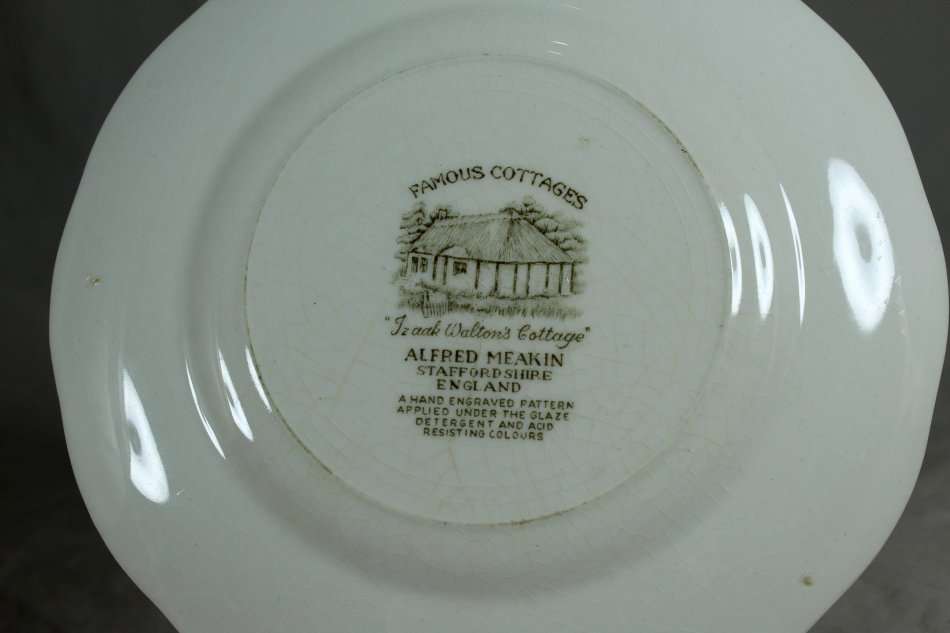 FAMOUS COTTAGES
"Izaak Walton's Cottage"
ALFRED MEAKIN
STAFFORDSHIRE
ENGLAND
A HAND ENGRAVED PATTERN
APPLIED UNDER THE GLAZE
DETERGENT AND ACID
RESISTING COLOURS